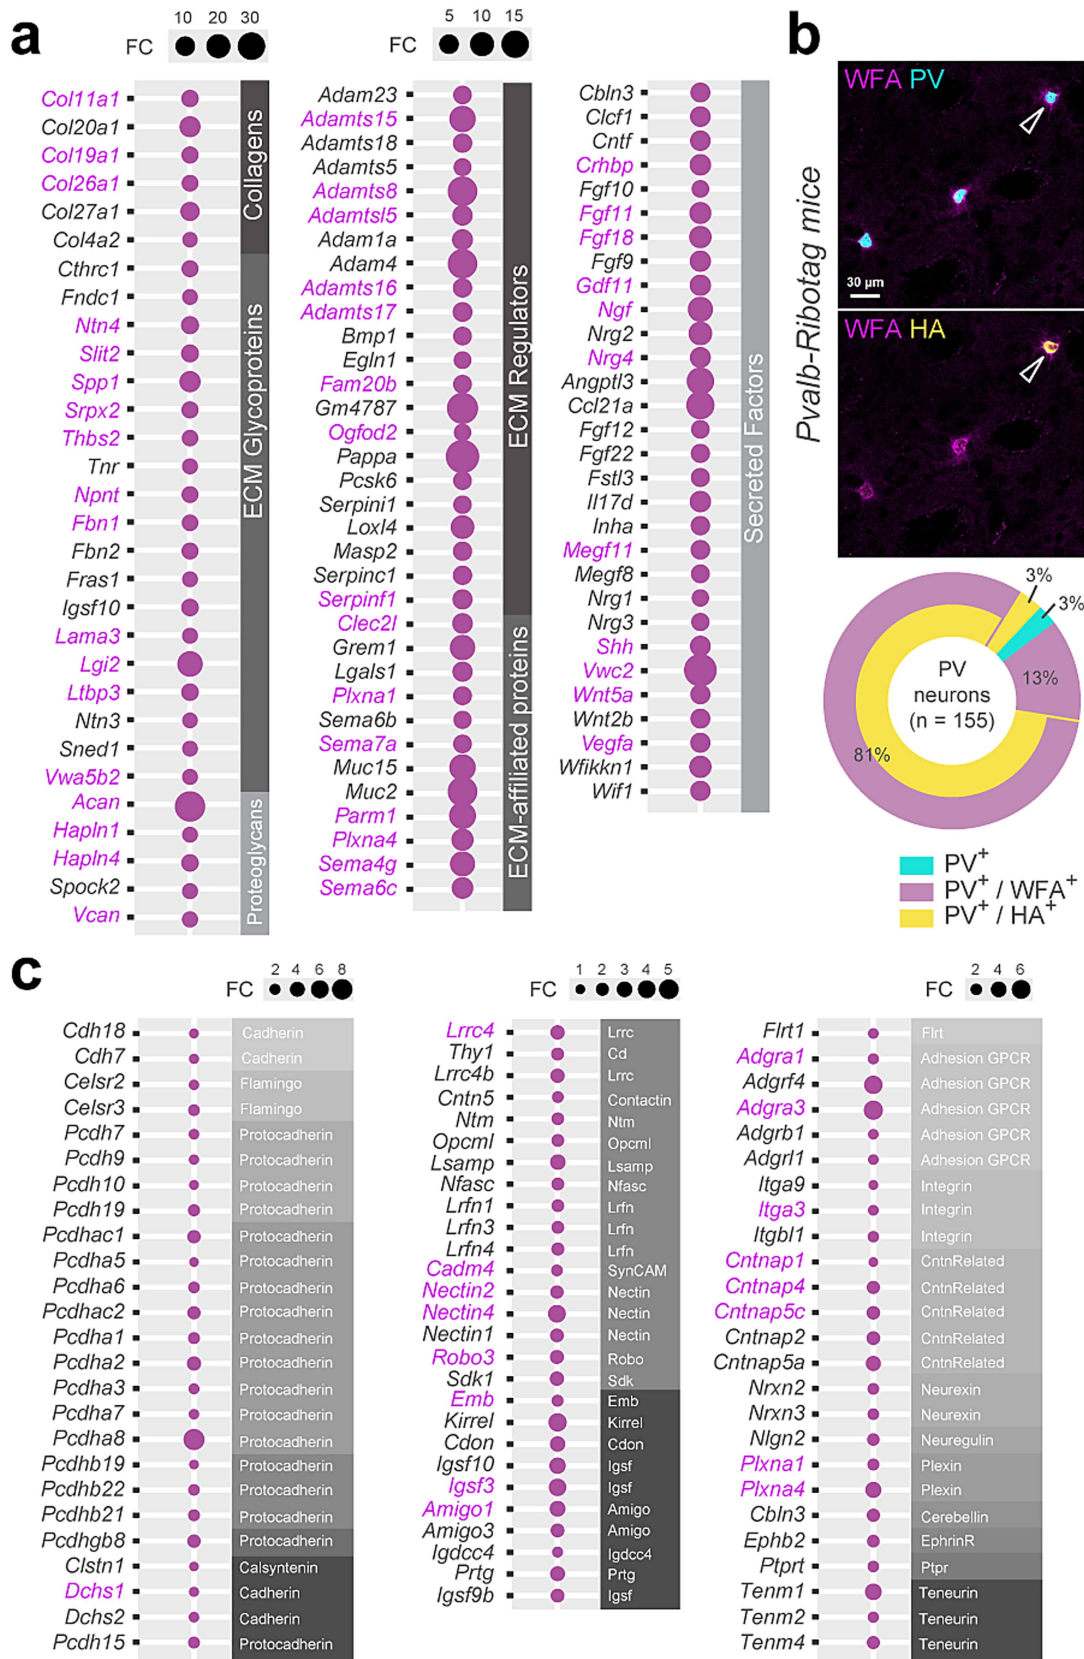 a
10 20 30
FC
Col11a1
Col20a1
Col19a1
Col26a1
Col27a1
Col4a2
Cthrc1
Fndc1
Ntn4
Slit2
Spp1
Srpx2
Thbs2
Tnr
Npnt
Fbn1
Fbn2
Fras1
Igsf10
Lama3
Lgi2
Ltbp3
Ntn3
Sned1
Vwa5b2
Acan
Hapln1
Hapln4
Spock2
Vcan
Collagens
ECM Glycoproteins
Proteoglycans
5 10 15
FC
Adam23
Adamts15
Adamts18
Adamts5
Adamts8
Adamtsl5
Adam1a
Adam4
Adamts16
Adamts17
Bmp1
Egln1
Fam20b
Gm4787
Ogfod2
Pappa
Pcsk6
Serpini1
Loxl4
Masp2
Serpinc1
Serpinf1
Clec2l
Grem1
Lgals1
Plxna1
Sema6b
Sema7a
Muc15
Muc2
Parm1
Plxna4
Sema4g
Sema6c
ECM Regulators
ECM-affiliated proteins
Cbln3
Clcf1
Cntf
Crhbp
Fgf10
Fgf11
Fgf18
Fgf9
Gdf11
Ngf
Nrg2
Nrg4
Angptl3
Ccl21a
Fgf12
Fgf22
Fstl3
Il17d
Inha
Megf11
Megf8
Nrg1
Nrg3
Shh
Vwc2
Wnt5a
Wnt2b
Vegfa
Wfikkn1
Wif1
Secreted Factors
b
Pvalb-Ribotag mice
WFA PV
30 µm
WFA HA
3%
3%
13%
81%
PV
neurons
(n = 155)
PV+
PV+ / WFA+
PV+ / HA+
c
2 4 6 8
FC
Cdh18 Cadherin
Cdh7 Cadherin
Celsr2 Flamingo
Celsr3 Flamingo
Pcdh7 Protocadherin
Pcdh9 Protocadherin
Pcdh10 Protocadherin
Pcdh19 Protocadherin
Pcdhac1 Protocadherin
Pcdha5 Protocadherin
Pcdha6 Protocadherin
Pcdhac2 Protocadherin
Pcdha1 Protocadherin
Pcdha2 Protocadherin
Pcdha3 Protocadherin
Pcdha7 Protocadherin
Pcdha8 Protocadherin
Pcdhb19 Protocadherin
Pcdhb22 Protocadherin
Pcdhb21 Protocadherin
Pcdhgb8 Protocadherin
Clstn1 Calsyntenin
Dchs1 Cadherin
Dchs2 Cadherin
Pcdh15 Protocadherin
1 2 3 4 5
FC
Lrrc4 Lrrc
Thy1 Cd
Lrrc4b Lrrc
Cntn5 Contactin
Ntm Ntm
Opcml Opcml
Lsamp Lsamp
Nfasc Nfasc
Lrfn1 Lrfn
Lrfn3 Lrfn
Lrfn4 Lrfn
Cadm4 SynCAM
Nectin2 Nectin
Nectin4 Nectin
Nectin1 Nectin
Robo3 Robo
Sdk1 Sdk
Emb Emb
Kirrel Kirrel
Cdon Cdon
Igsf10 Igsf
Igsf3 Igsf
Amigo1 Amigo
Amigo3 Amigo
Igdcc4 Igdcc4
Prtg Prtg
Igsf9b Igsf
2 4 6
FC
Flrt1 Flrt
Adgra1 Adhesion GPCR
Adgrf4 Adhesion GPCR
Adgra3 Adhesion GPCR
Adgrb1 Adhesion GPCR
Adgrl1 Adhesion GPCR
Itga9 Integrin
Itga3 Integrin
Itgbl1 Integrin
Cntnap1 CntnRelated
Cntnap4 CntnRelated
Cntnap5c CntnRelated
Cntnap2 CntnRelated
Cntnap5a CntnRelated
Nrxn2 Neurexin
Nrxn3 Neurexin
Nlgn2 Neuregulin
Plxna1 Plexin
Plxna4 Plexin
Cbln3 Cerebellin
Ephb2 EphrinR
Ptprt Ptpr
Tenm1 Teneurin
Tenm2 Teneurin
Tenm4 Teneurin